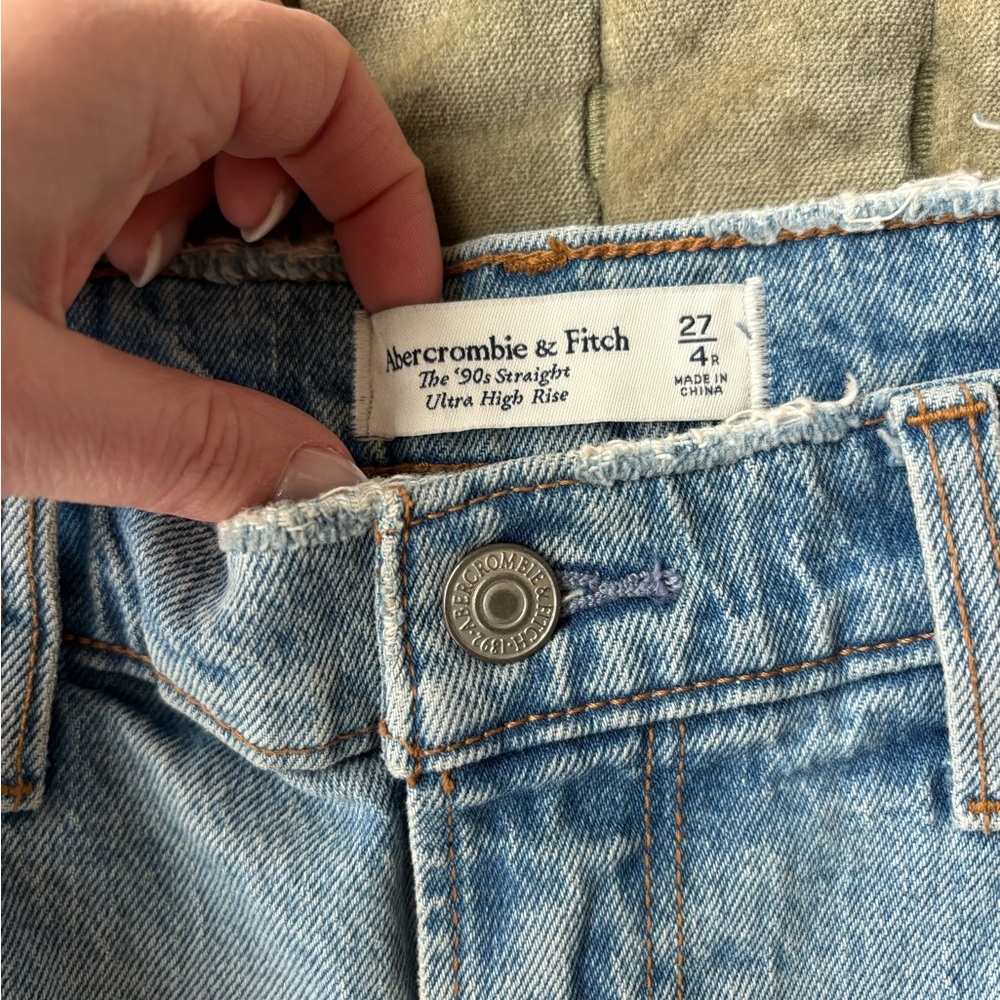 Abercrombie & Fitch
The '90s Straight
Ultra High Rise
27
4R
MADE IN
CHINA
ABERCROMBIE & FITCH · 1892 ·